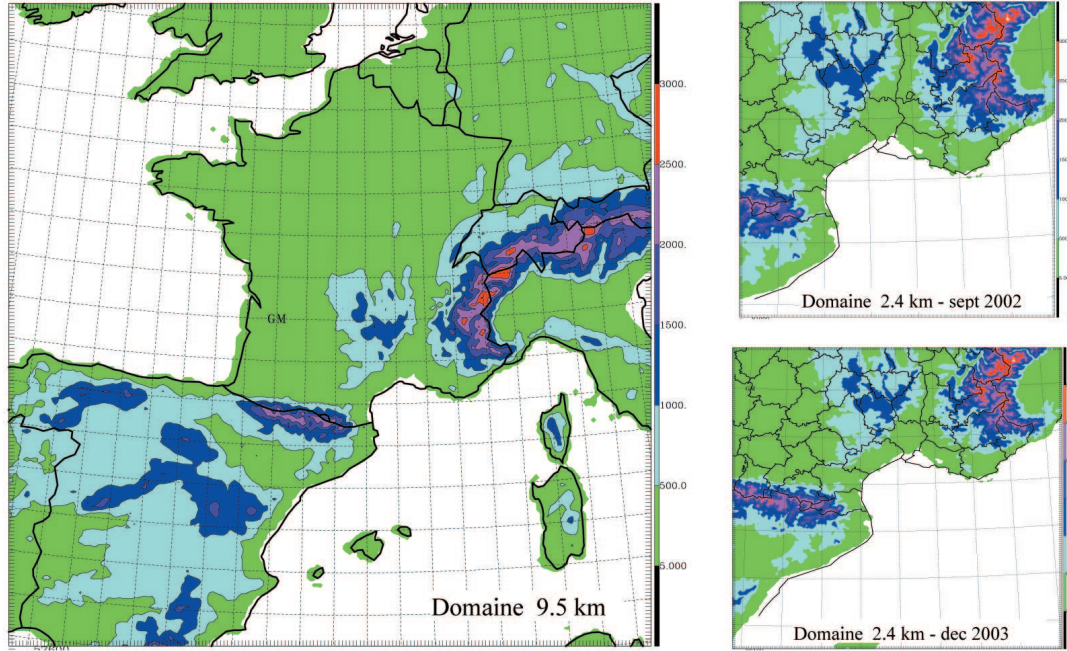 3000.
2500.
2000.
1500.
1000.
500.0
5.000
GM
Domaine 9.5 km
Domaine 2.4 km - sept 2002
Domaine 2.4 km - dec 2003